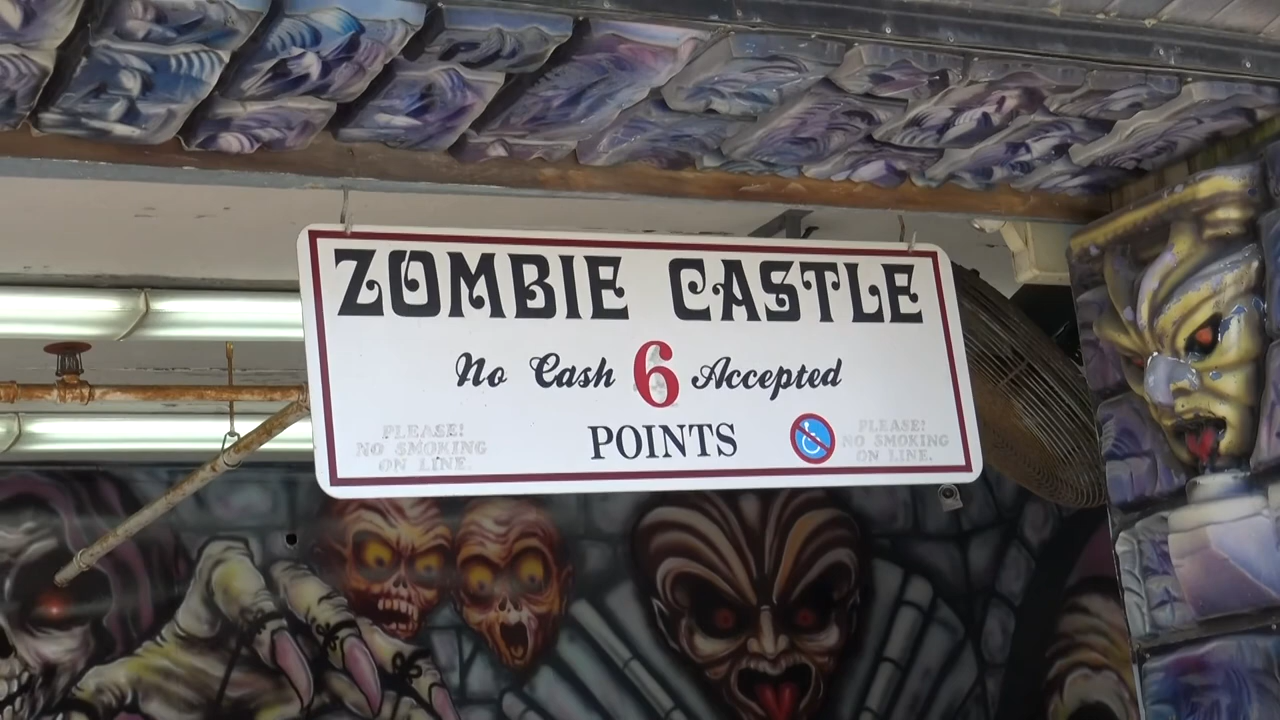 ZOMBIE CASTLE
No Cash 6 Accepted
POINTS
PLEASE!
NO SMOKING
ON LINE.
PLEASE!
NO SMOKING
ON LINE.